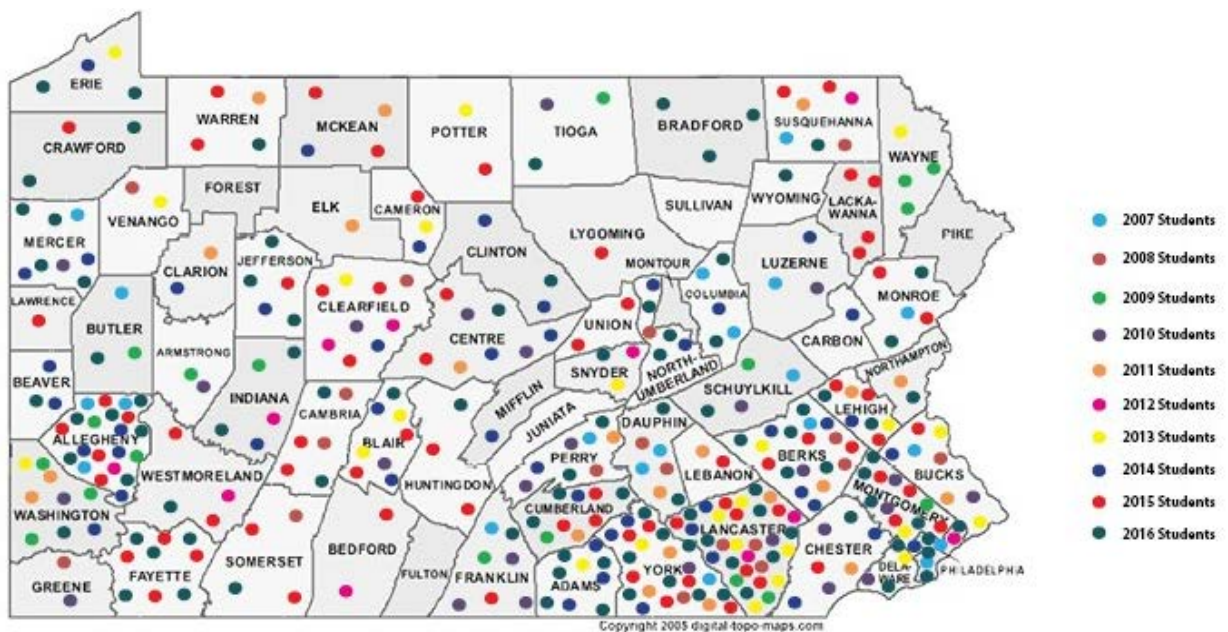 ERIE
CRAWFORD
WARREN
MCKEAN
POTTER
TIOGA
BRADFORD
SUSQUEHANNA
WAYNE
FOREST
VENANGO
MERCER
ELK
CAMERON
CLINTON
LYCOMING
SULLIVAN
WYOMING
LACKA-
WANNA
PIKE
CLARION
JEFFERSON
CLEARFIELD
CENTRE
UNION
MONTOUR
COLUMBIA
LUZERNE
MONROE
CARBON
NORTHAMPTON
LAWRENCE
BUTLER
ARMSTRONG
INDIANA
CAMBRIA
BLAIR
MIFFLIN
SNYDER
NORTH-
UMBERLAND
SCHUYLKILL
LEHIGH
BEAVER
ALLEGHENY
WESTMORELAND
HUNTINGDON
JUNIATA
PERRY
DAUPHIN
LEBANON
BERKS
BUCKS
MONTGOMERY
WASHINGTON
GREENE
FAYETTE
SOMERSET
BEDFORD
FULTON
FRANKLIN
CUMBERLAND
ADAMS
YORK
LANCASTER
CHESTER
DELA-
WARE
PHILADELPHIA
2007 Students
2008 Students
2009 Students
2010 Students
2011 Students
2012 Students
2013 Students
2014 Students
2015 Students
2016 Students
Copyright 2005 digital-topo-maps.com